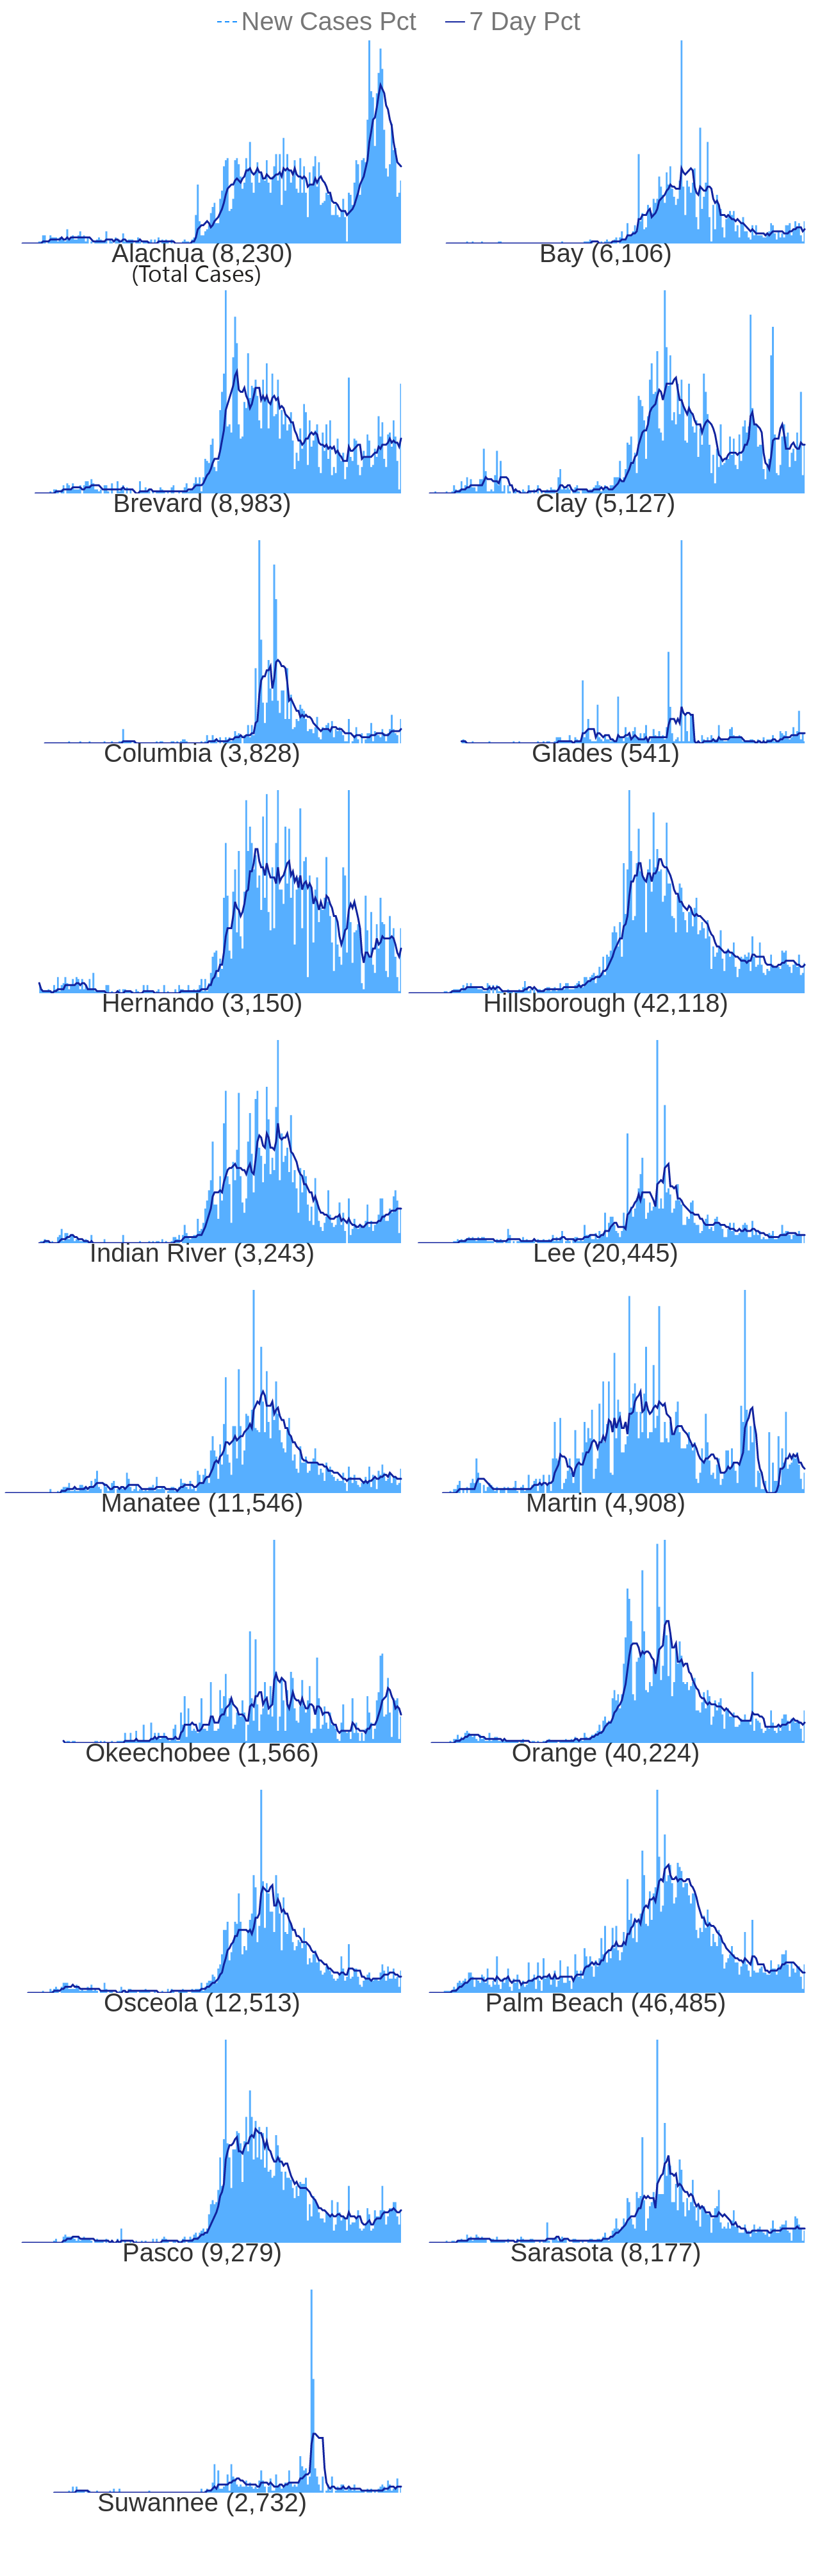 New Cases Pct 7 Day Pct
Alachua (8,230) Bay (6,106)
(Total Cases)
Brevard (8,983) Clay (5,127)
Columbia (3,828) Glades (541)
Hernando (3,150) Hillsborough (42,118)
Indian River (3,243) Lee (20,445)
Manatee (11,546) Martin (4,908)
Okeechobee (1,566) Orange (40,224)
Osceola (12,513) Palm Beach (46,485)
Pasco (9,279) Sarasota (8,177)
Suwannee (2,732)